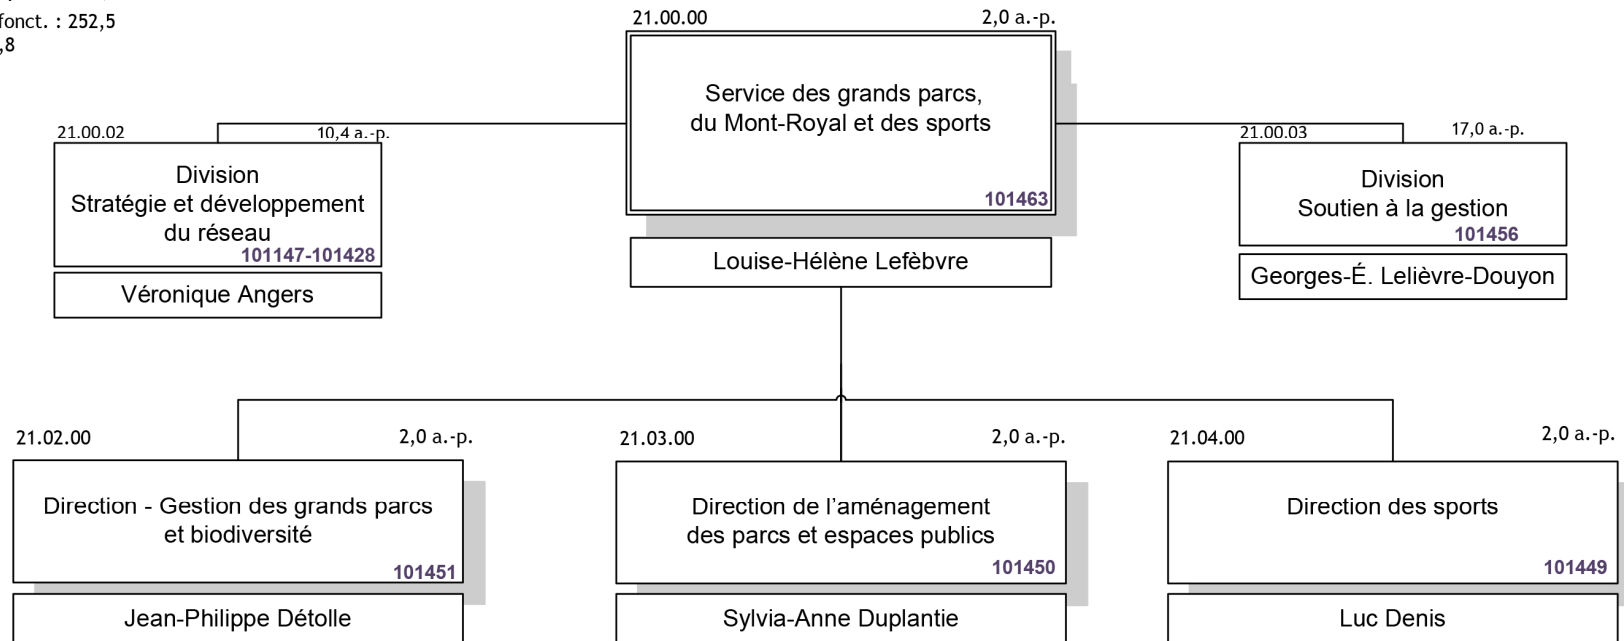 fonct. : 252,5
,8
21.00.00
2,0 a.-p.
Service des grands parcs,
du Mont-Royal et des sports
101463
Louise-Hélène Lefèbvre
21.00.02
10,4 a.-p.
Division
Stratégie et développement
du réseau
101147-101428
Véronique Angers
21.00.03
17,0 a.-p.
Division
Soutien à la gestion
101456
Georges-É. Lelièvre-Douyon
21.02.00
2,0 a.-p.
Direction - Gestion des grands parcs
et biodiversité
101451
Jean-Philippe Détolle
21.03.00
2,0 a.-p.
Direction de l’aménagement
des parcs et espaces publics
101450
Sylvia-Anne Duplantie
21.04.00
2,0 a.-p.
Direction des sports
101449
Luc Denis